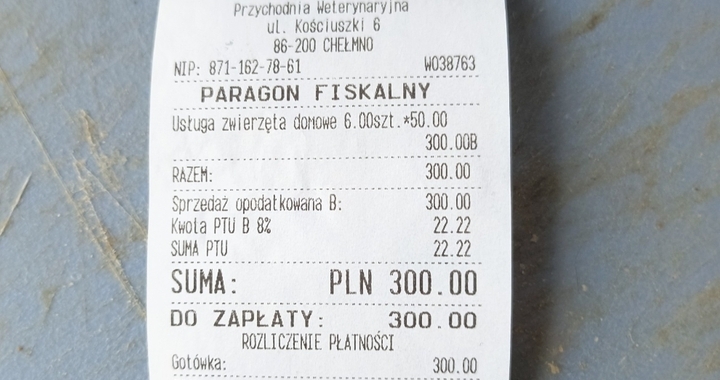 Przychodnia Weterynaryjna
ul. Kościuszki 6
86-200 CHEŁMNO
NIP: 871-162-78-61 W038763
PARAGON FISKALNY
Usługa zwierzęta domowe 6.00szt.*50.00
300.00B
RAZEM: 300.00
Sprzedaż opodatkowana B: 300.00
Kwota PTU B 8% 22.22
SUMA PTU 22.22
SUMA: PLN 300.00
DO ZAPŁATY: 300.00
ROZLICZENIE PŁATNOŚCI
Gotówka: 300.00